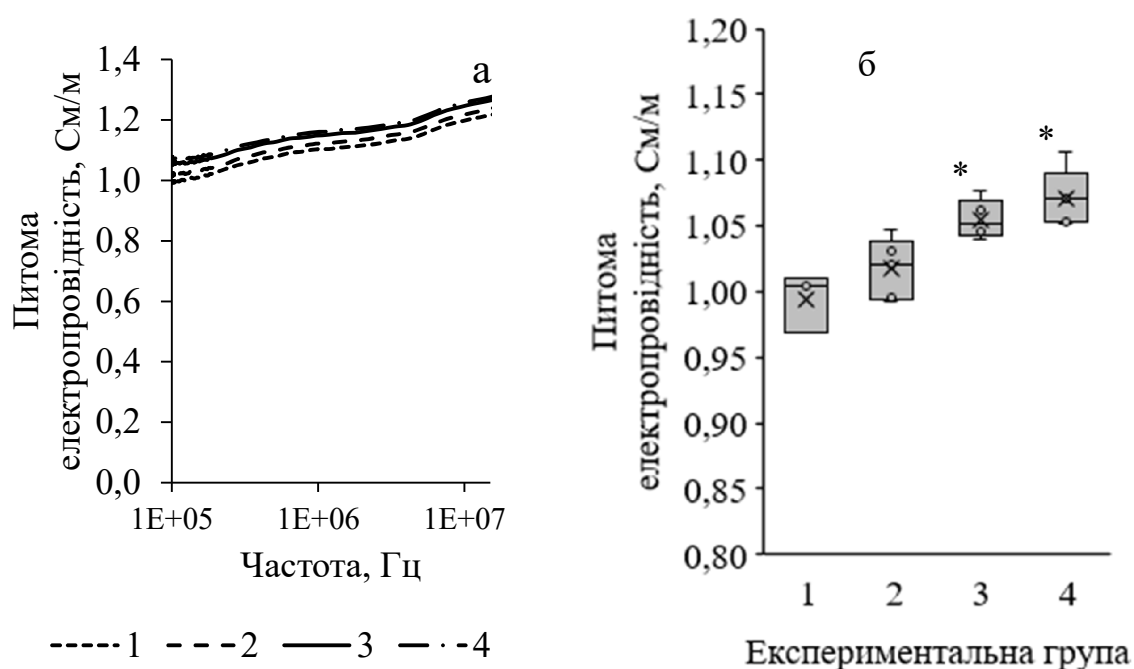 а
Питома
електропровідність, См/м
1,4
1,2
1,0
0,8
0,6
0,4
0,2
0,0
1E+05 1E+06 1E+07
Частота, Гц
1 2 3 4
б
Питома
електропровідність, См/м
1,20
1,15
1,10
1,05
1,00
0,95
0,90
0,85
0,80
* *
1 2 3 4
Експериментальна група